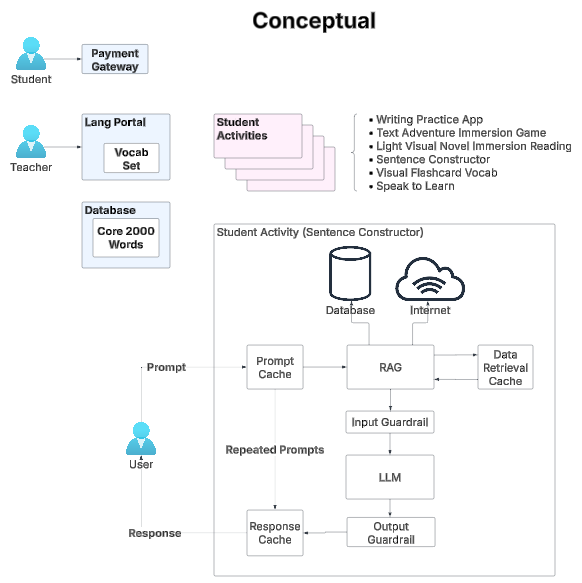 Conceptual
Student
Payment
Gateway
Teacher
Lang Portal
Vocab
Set
Student
Activities
Writing Practice App
Text Adventure Immersion Game
Light Visual Novel Immersion Reading
Sentence Constructor
Visual Flashcard Vocab
Speak to Learn
Database
Core 2000
Words
Student Activity (Sentence Constructor)
Database
Internet
Prompt
Prompt
Cache
RAG
Data
Retrieval
Cache
Input Guardrail
User
Repeated Prompts
LLM
Response
Response
Cache
Output
Guardrail